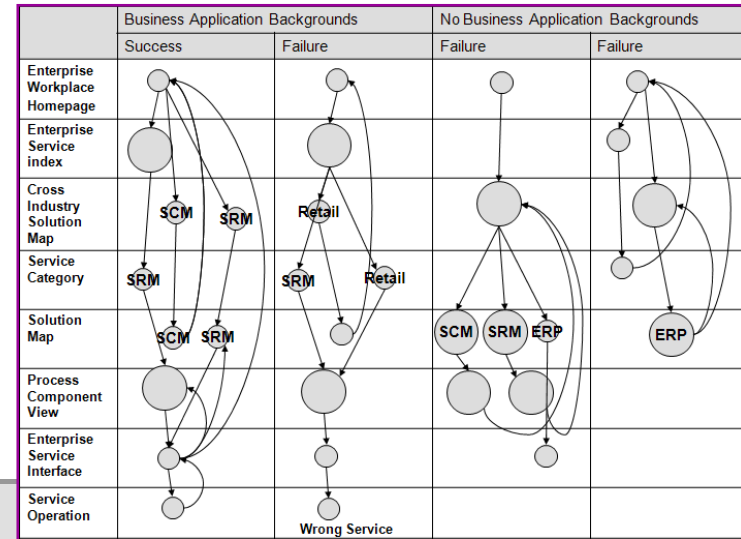 Business Application Backgrounds
No Business Application Backgrounds
Success
Failure
Failure
Failure
Enterprise
Workplace
Homepage
Enterprise
Service
index
Cross
Industry
Solution
Map
SCM
SRM
Retail
Service
Category
SRM
SRM
Retail
Solution
Map
SCM
SRM
SCM
SRM
ERP
ERP
Process
Component
View
Enterprise
Service
Interface
Service
Operation
Wrong Service